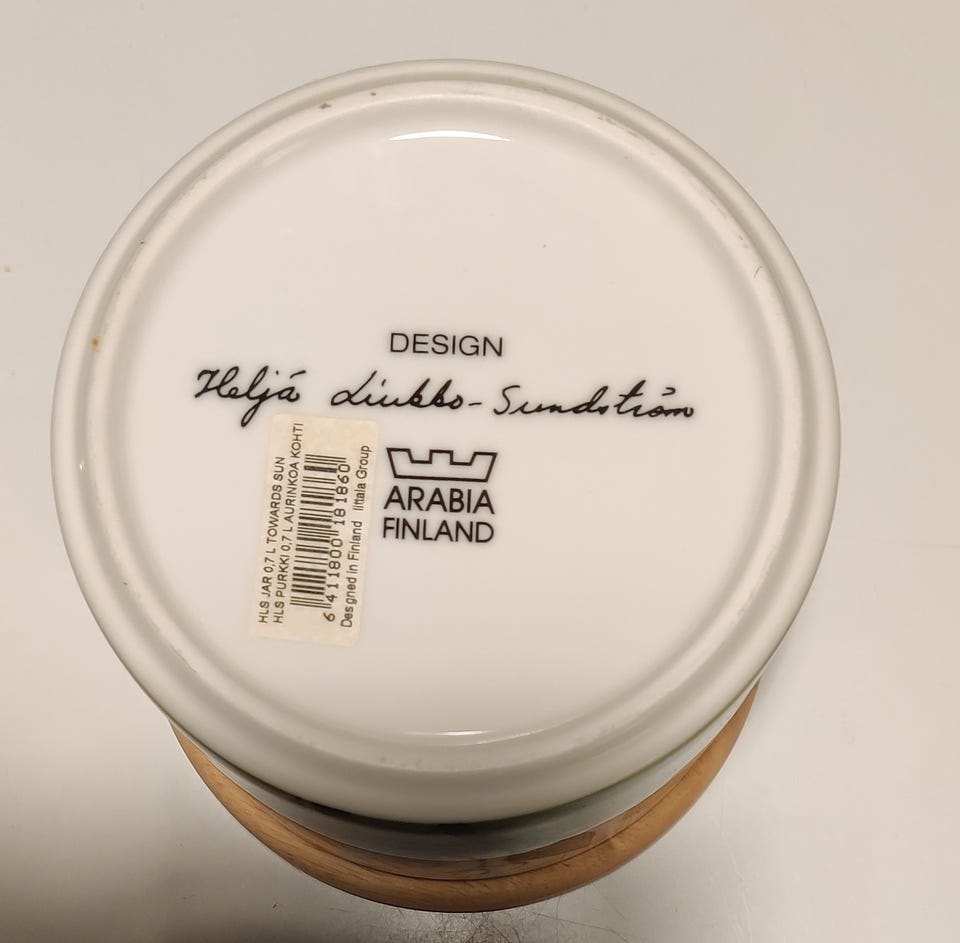 DESIGN
Heljä Liukko-Sundström
ARABIA
FINLAND
HLS JAR 0,7 L TOWARDS SUN
HLS PURKKI 0,7 L AURINKOA KOHTI
6 411800 181860
Designed in Finland Iittala Group